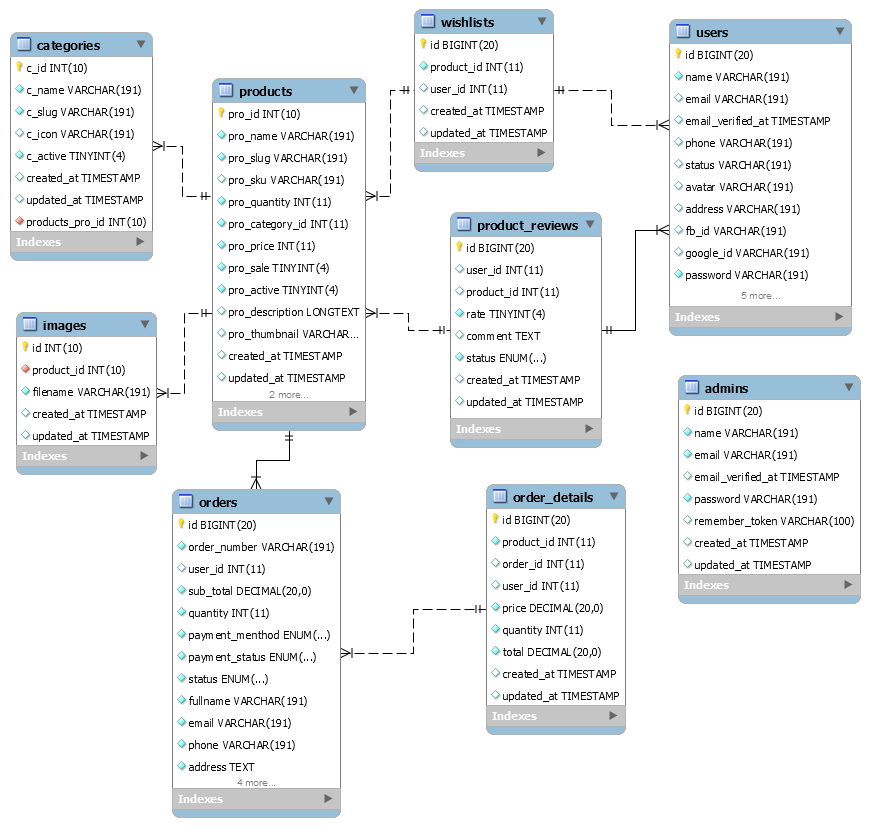 categories
c_id INT(10)
c_name VARCHAR(191)
c_slug VARCHAR(191)
c_icon VARCHAR(191)
c_active TINYINT(4)
created_at TIMESTAMP
updated_at TIMESTAMP
products_pro_id INT(10)
Indexes
products
pro_id INT(10)
pro_name VARCHAR(191)
pro_slug VARCHAR(191)
pro_sku VARCHAR(191)
pro_quantity INT(11)
pro_category_id INT(11)
pro_price INT(11)
pro_sale TINYINT(4)
pro_active TINYINT(4)
pro_description LONGTEXT
pro_thumbnail VARCHAR...
created_at TIMESTAMP
updated_at TIMESTAMP
2 more...
Indexes
wishlists
id BIGINT(20)
product_id INT(11)
user_id INT(11)
created_at TIMESTAMP
updated_at TIMESTAMP
Indexes
users
id BIGINT(20)
name VARCHAR(191)
email VARCHAR(191)
email_verified_at TIMESTAMP
phone VARCHAR(191)
status VARCHAR(191)
avatar VARCHAR(191)
address VARCHAR(191)
fb_id VARCHAR(191)
google_id VARCHAR(191)
password VARCHAR(191)
5 more...
Indexes
product_reviews
id BIGINT(20)
user_id INT(11)
product_id INT(11)
rate TINYINT(4)
comment TEXT
status ENUM(...)
created_at TIMESTAMP
updated_at TIMESTAMP
Indexes
images
id INT(10)
product_id INT(10)
filename VARCHAR(191)
created_at TIMESTAMP
updated_at TIMESTAMP
Indexes
admins
id BIGINT(20)
name VARCHAR(191)
email VARCHAR(191)
email_verified_at TIMESTAMP
password VARCHAR(191)
remember_token VARCHAR(100)
created_at TIMESTAMP
updated_at TIMESTAMP
Indexes
orders
id BIGINT(20)
order_number VARCHAR(191)
user_id INT(11)
sub_total DECIMAL(20,0)
quantity INT(11)
payment_menthod ENUM(...)
payment_status ENUM(...)
status ENUM(...)
fullname VARCHAR(191)
email VARCHAR(191)
phone VARCHAR(191)
address TEXT
4 more...
Indexes
order_details
id BIGINT(20)
product_id INT(11)
order_id INT(11)
user_id INT(11)
price DECIMAL(20,0)
quantity INT(11)
total DECIMAL(20,0)
created_at TIMESTAMP
updated_at TIMESTAMP
Indexes